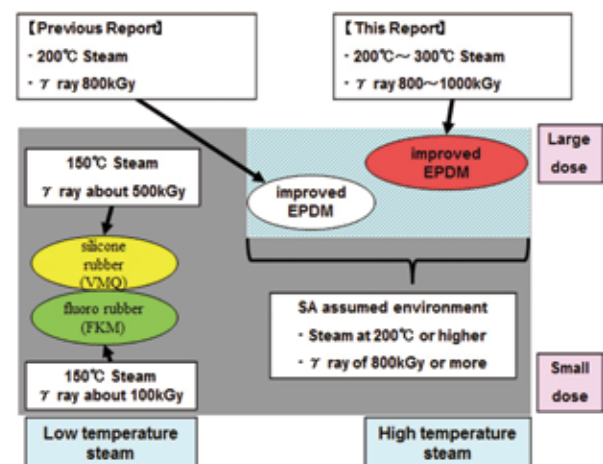 【Previous Report】
・200℃ Steam
・γ ray 800kGy
【This Report】
・200℃～ 300℃ Steam
・γ ray 800～1000kGy
150℃ Steam
γ ray about 500kGy
silicone
rubber
(VMQ)
fluoro rubber
(FKM)
150℃ Steam
γ ray about 100kGy
improved
EPDM
improved
EPDM
Large
dose
SA assumed environment
・Steam at 200℃ or higher
・γ ray of 800kGy or more
Small
dose
Low temperature
steam
High temperature
steam